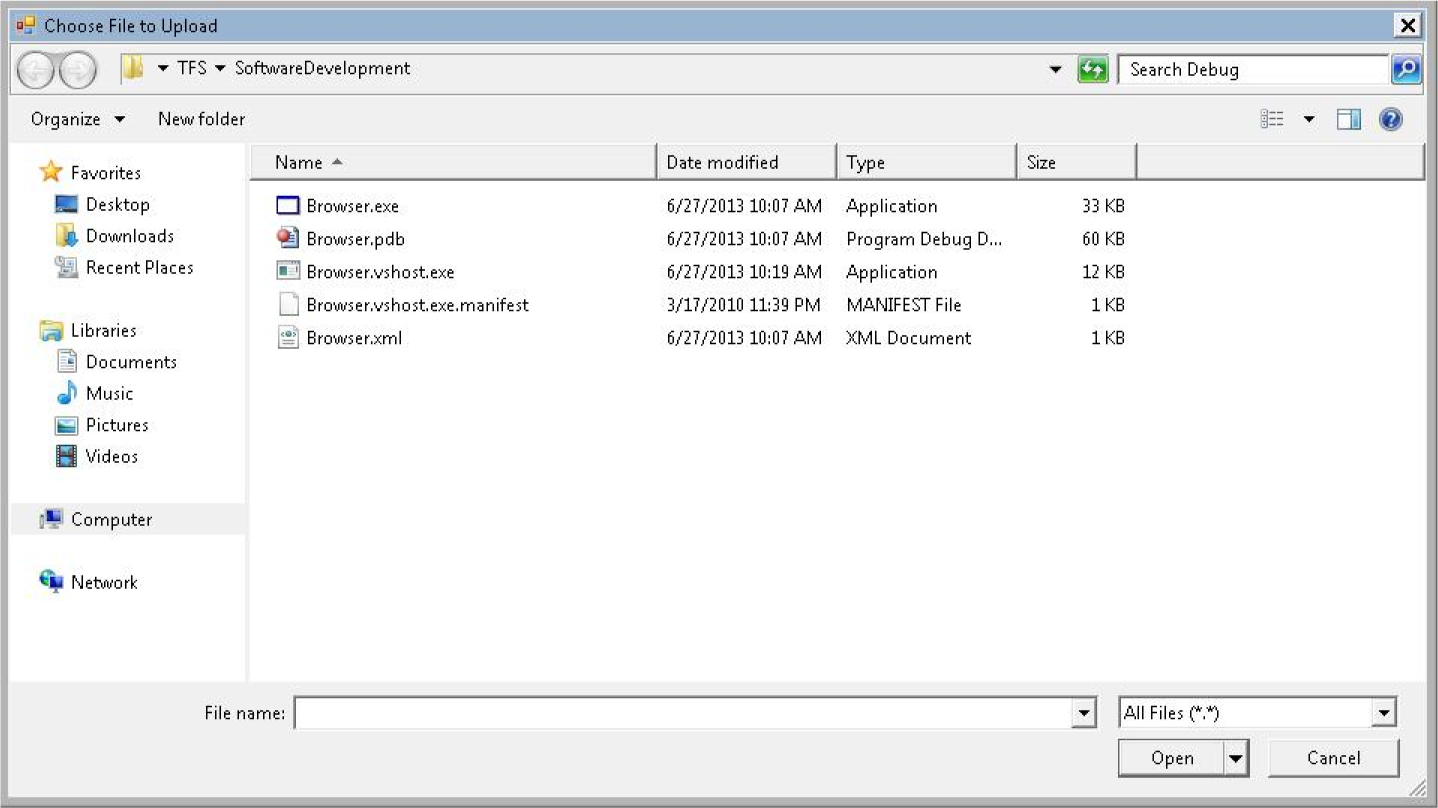 Choose File to Upload
TFS SoftwareDevelopment Search Debug
Organize New folder
Name Date modified Type Size
Favorites
Desktop
Downloads
Recent Places
Libraries
Documents
Music
Pictures
Videos
Computer
Network
Browser.exe 6/27/2013 10:07 AM Application 33 KB
Browser.pdb 6/27/2013 10:07 AM Program Debug D... 60 KB
Browser.vshost.exe 6/27/2013 10:19 AM Application 12 KB
Browser.vshost.exe.manifest 3/17/2010 11:39 PM MANIFEST File 1 KB
Browser.xml 6/27/2013 10:07 AM XML Document 1 KB
File name: All Files (*.*)
Open Cancel